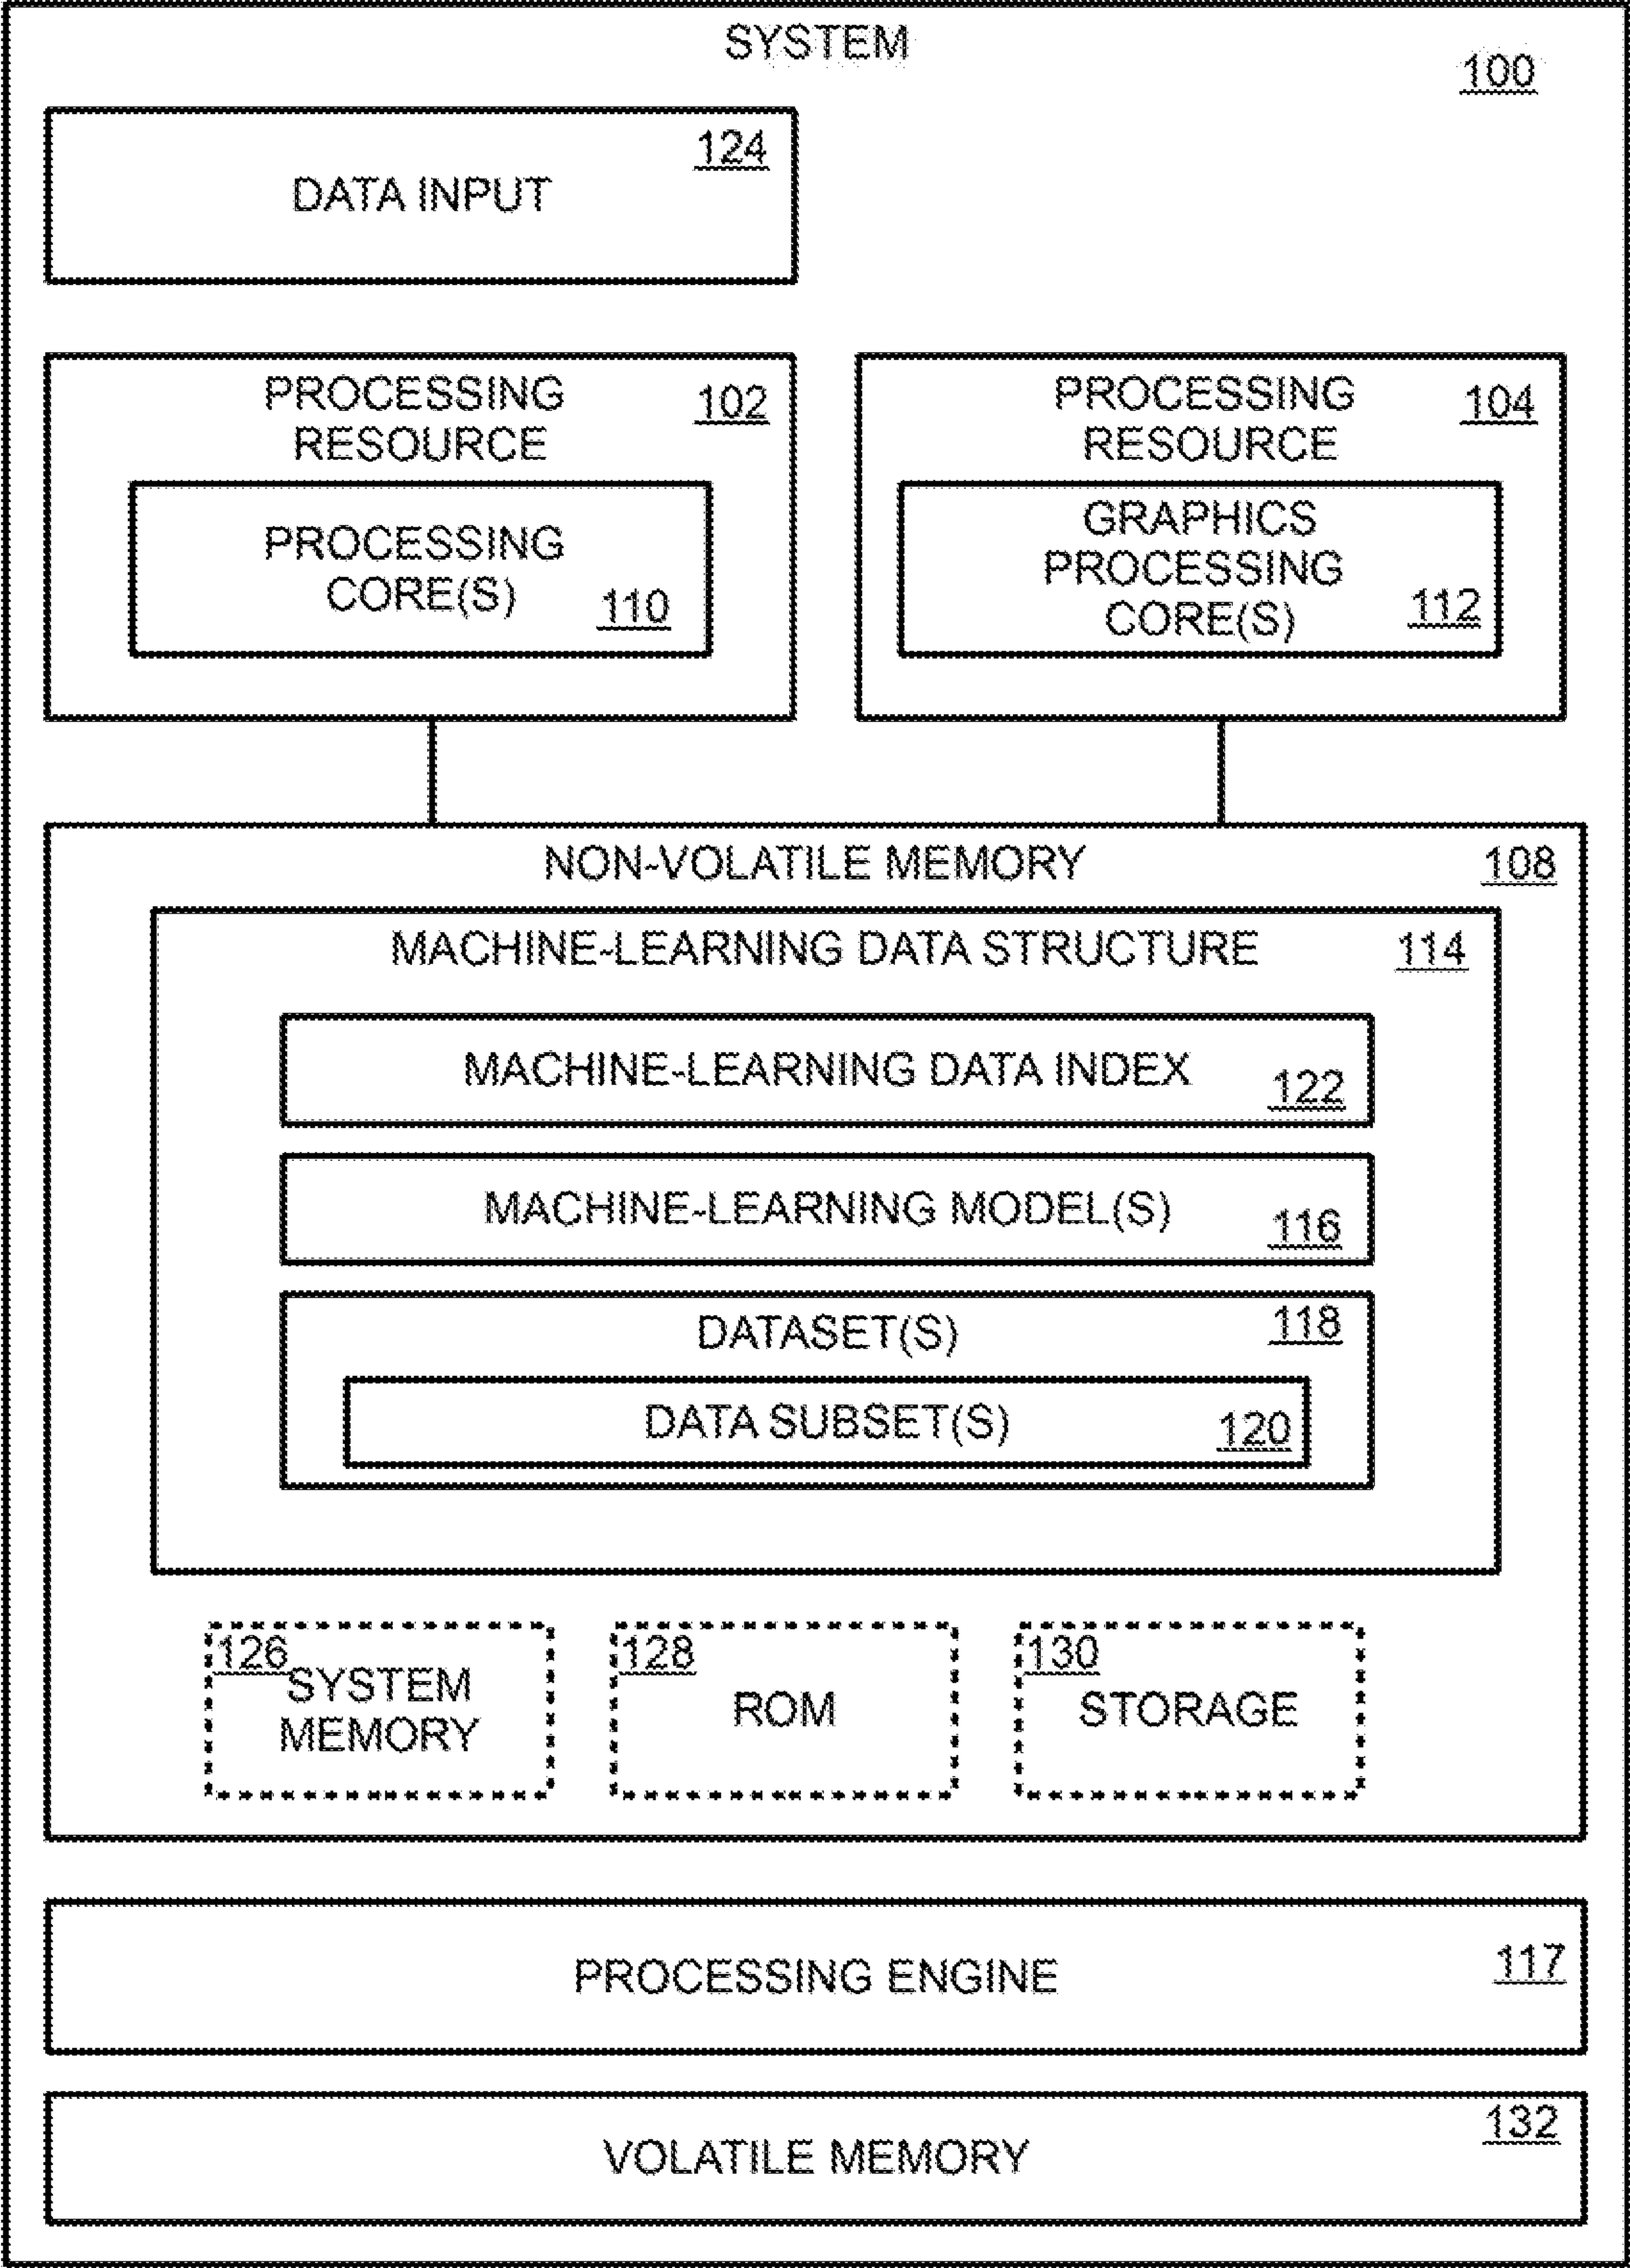 SYSTEM
100
124
DATA INPUT
PROCESSING
RESOURCE
102
PROCESSING
CORE(S)
110
PROCESSING
RESOURCE
104
GRAPHICS
PROCESSING
CORE(S)
112
NON-VOLATILE MEMORY
108
MACHINE-LEARNING DATA STRUCTURE
114
MACHINE-LEARNING DATA INDEX
122
MACHINE-LEARNING MODEL(S)
116
DATASET(S)
118
DATA SUBSET(S)
120
126
SYSTEM
MEMORY
128
ROM
130
STORAGE
PROCESSING ENGINE
117
VOLATILE MEMORY
132